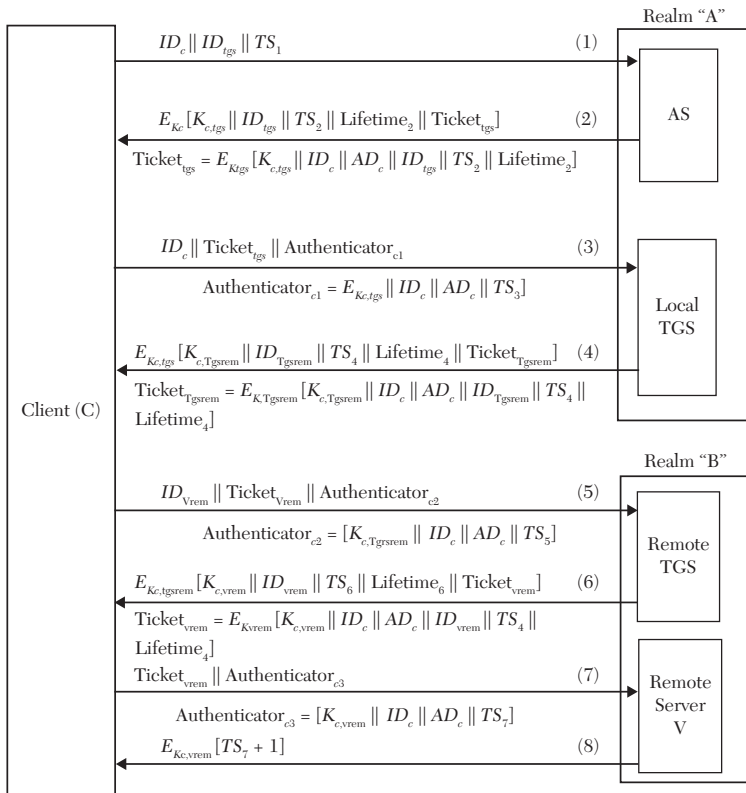 Realm “A”
ID_c || ID_tgs || TS_1 (1)
AS
E_Kc [K_c,tgs || ID_tgs || TS_2 || Lifetime_2 || Ticket_tgs] (2)
Ticket_tgs = E_Ktgs [K_c,tgs || ID_c || AD_c || ID_tgs || TS_2 || Lifetime_2]
ID_c || Ticket_tgs || Authenticator_c1 (3)
Authenticator_c1 = E_Kc,tgs || ID_c || AD_c || TS_3]
Local
TGS
E_Kc,tgs [K_c,Tgsrem || ID_Tgsrem || TS_4 || Lifetime_4 || Ticket_Tgsrem] (4)
Ticket_Tgsrem = E_K,Tgsrem [K_c,Tgsrem || ID_c || AD_c || ID_Tgsrem || TS_4 ||
Lifetime_4]
Client (C)
Realm “B”
ID_Vrem || Ticket_Vrem || Authenticator_c2 (5)
Authenticator_c2 = [K_c,Tgrsrem || ID_c || AD_c || TS_5]
Remote
TGS
E_Kc,tgsrem [K_c,vrem || ID_vrem || TS_6 || Lifetime_6 || Ticket_vrem] (6)
Ticket_vrem = E_Kvrem [K_c,vrem || ID_c || AD_c || ID_vrem || TS_4 ||
Lifetime_4]
Ticket_vrem || Authenticator_c3 (7)
Authenticator_c3 = [K_c,vrem || ID_c || AD_c || TS_7]
Remote
Server
V
E_Kc,vrem [TS_7 + 1] (8)